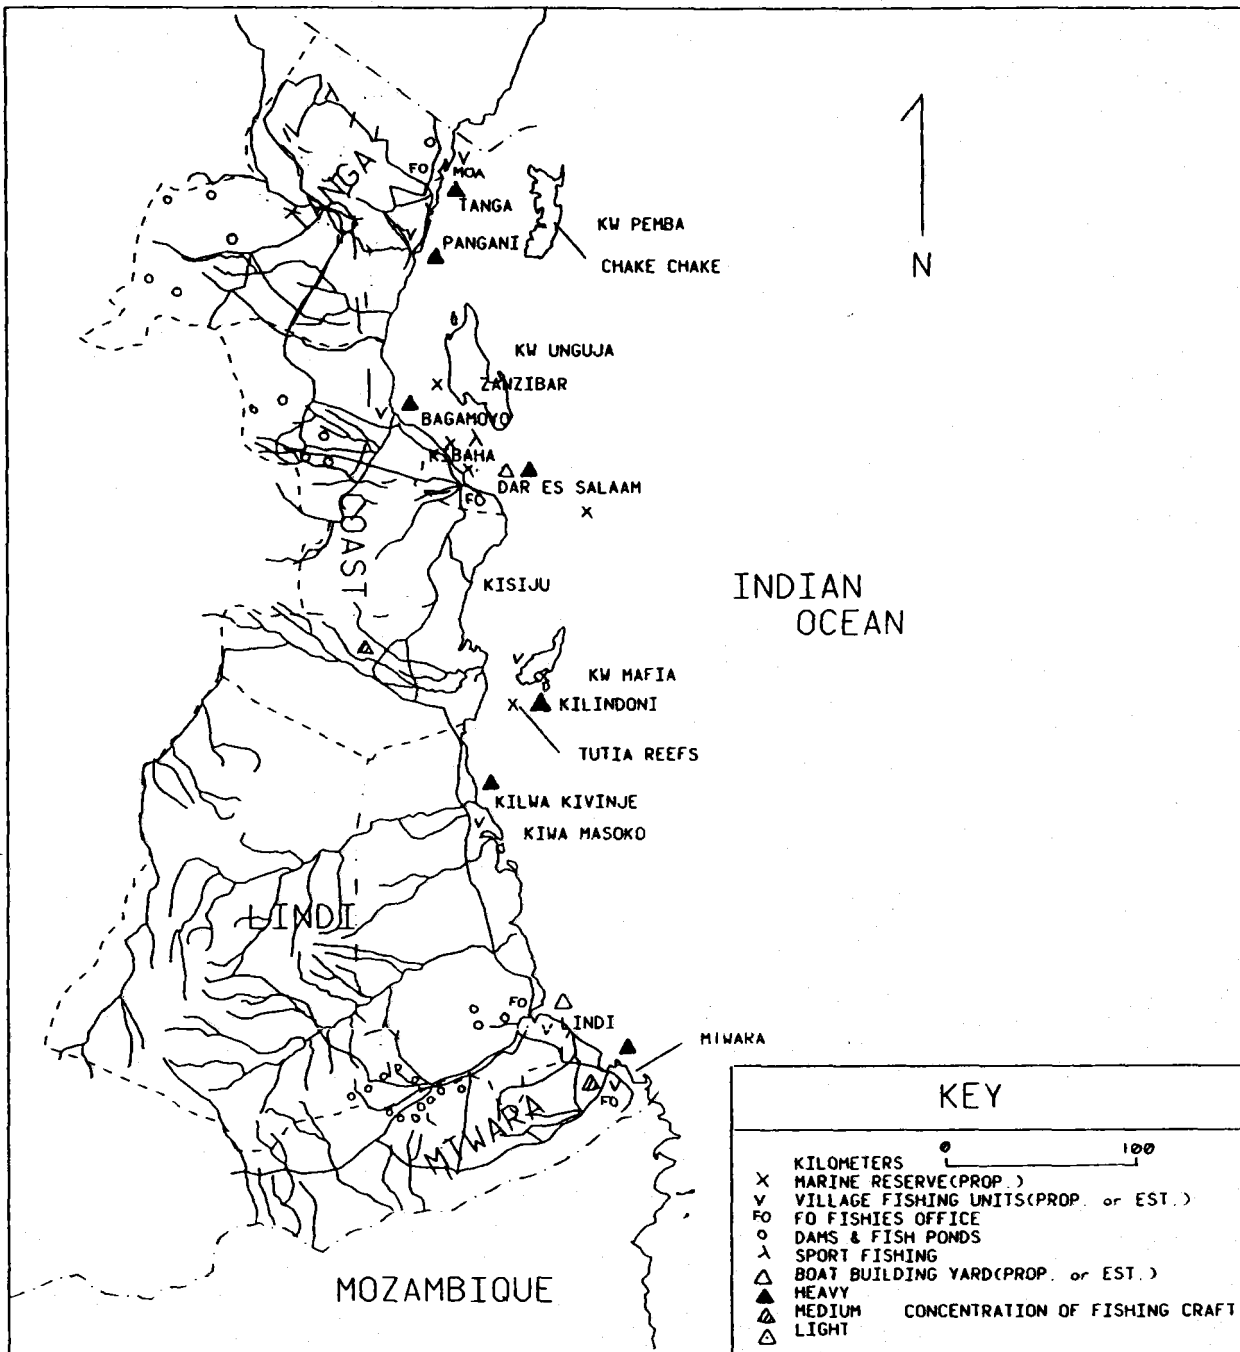 FO
V
MOA
TANGA
TANGA
V
PANGANI
KW PEMBA
CHAKE CHAKE
N
KW UNGUJA
ZANZIBAR
V
BAGAMOYO
KIBAHA
DAR ES SALAAM
FO
COAST
KISIJU
INDIAN
OCEAN
V
KW MAFIA
KILINDONI
TUTIA REEFS
KILWA KIVINJE
V
KIWA MASOKO
LINDI
FO
LINDI
V
MIWARA
V
FO
MIWARA
MOZAMBIQUE
KEY
0 100
KILOMETERS
X MARINE RESERVE(PROP.)
V VILLAGE FISHING UNITS(PROP. or EST.)
FO FO FISHIES OFFICE
DAMS & FISH PONDS
SPORT FISHING
BOAT BUILDING YARD(PROP. or EST.)
HEAVY
MEDIUM CONCENTRATION OF FISHING CRAFT
LIGHT